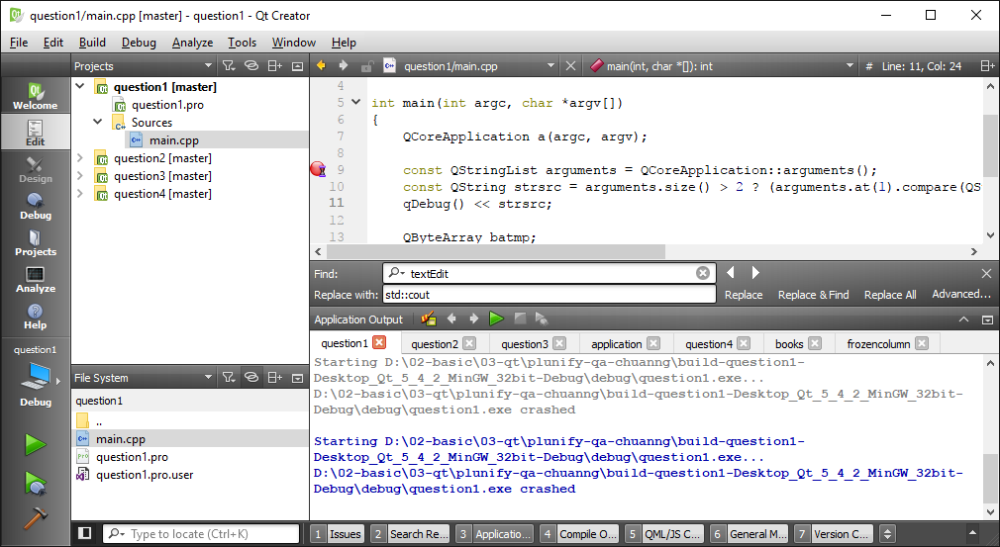 question1/main.cpp [master] - question1 - Qt Creator
File Edit Build Debug Analyze Tools Window Help
Projects
question1/main.cpp
main(int, char *[]): int
# Line: 11, Col: 24
Welcome
Edit
Design
Debug
Projects
Analyze
Help
question1
Debug
question1 [master]
question1.pro
Sources
main.cpp
question2 [master]
question3 [master]
question4 [master]
File System
question1
..
main.cpp
question1.pro
question1.pro.user
4
5 int main(int argc, char *argv[])
6 {
7 QCoreApplication a(argc, argv);
8
9 const QStringList arguments = QCoreApplication::arguments();
10 const QString strsrc = arguments.size() > 2 ? (arguments.at(1).compare(QS
11 qDebug() << strsrc;
12
13 QByteArray batmp;
Find: textEdit
Replace with: std::cout
Replace Replace & Find Replace All Advanced...
Application Output
question1 question2 question3 application question4 books frozencolumn
Starting D:\02-basic\03-qt\plunify-qa-chuanng\build-question1-
Desktop_Qt_5_4_2_MinGW_32bit-Debug\debug\question1.exe...
D:\02-basic\03-qt\plunify-qa-chuanng\build-question1-Desktop_Qt_5_4_2_MinGW_32bit-
Debug\debug\question1.exe crashed
Starting D:\02-basic\03-qt\plunify-qa-chuanng\build-question1-
Desktop_Qt_5_4_2_MinGW_32bit-Debug\debug\question1.exe...
D:\02-basic\03-qt\plunify-qa-chuanng\build-question1-Desktop_Qt_5_4_2_MinGW_32bit-
Debug\debug\question1.exe crashed
Type to locate (Ctrl+K)
1 Issues 2 Search Re... 3 Applicatio... 4 Compile O... 5 QML/JS C... 6 General M... 7 Version C...